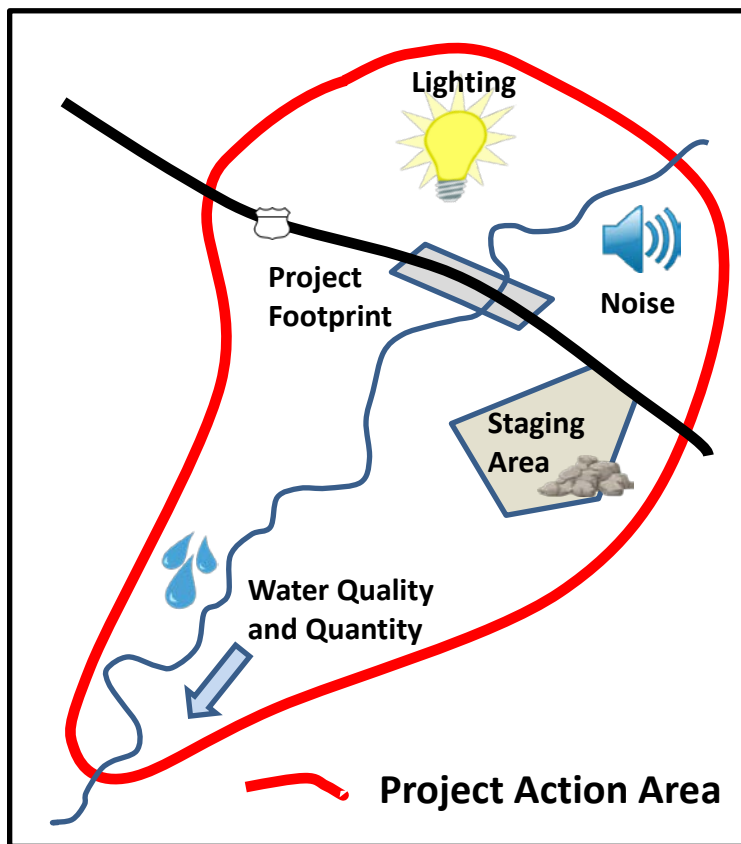 Lighting
Project
Footprint
Noise
Staging
Area
Water Quality
and Quantity
Project Action Area